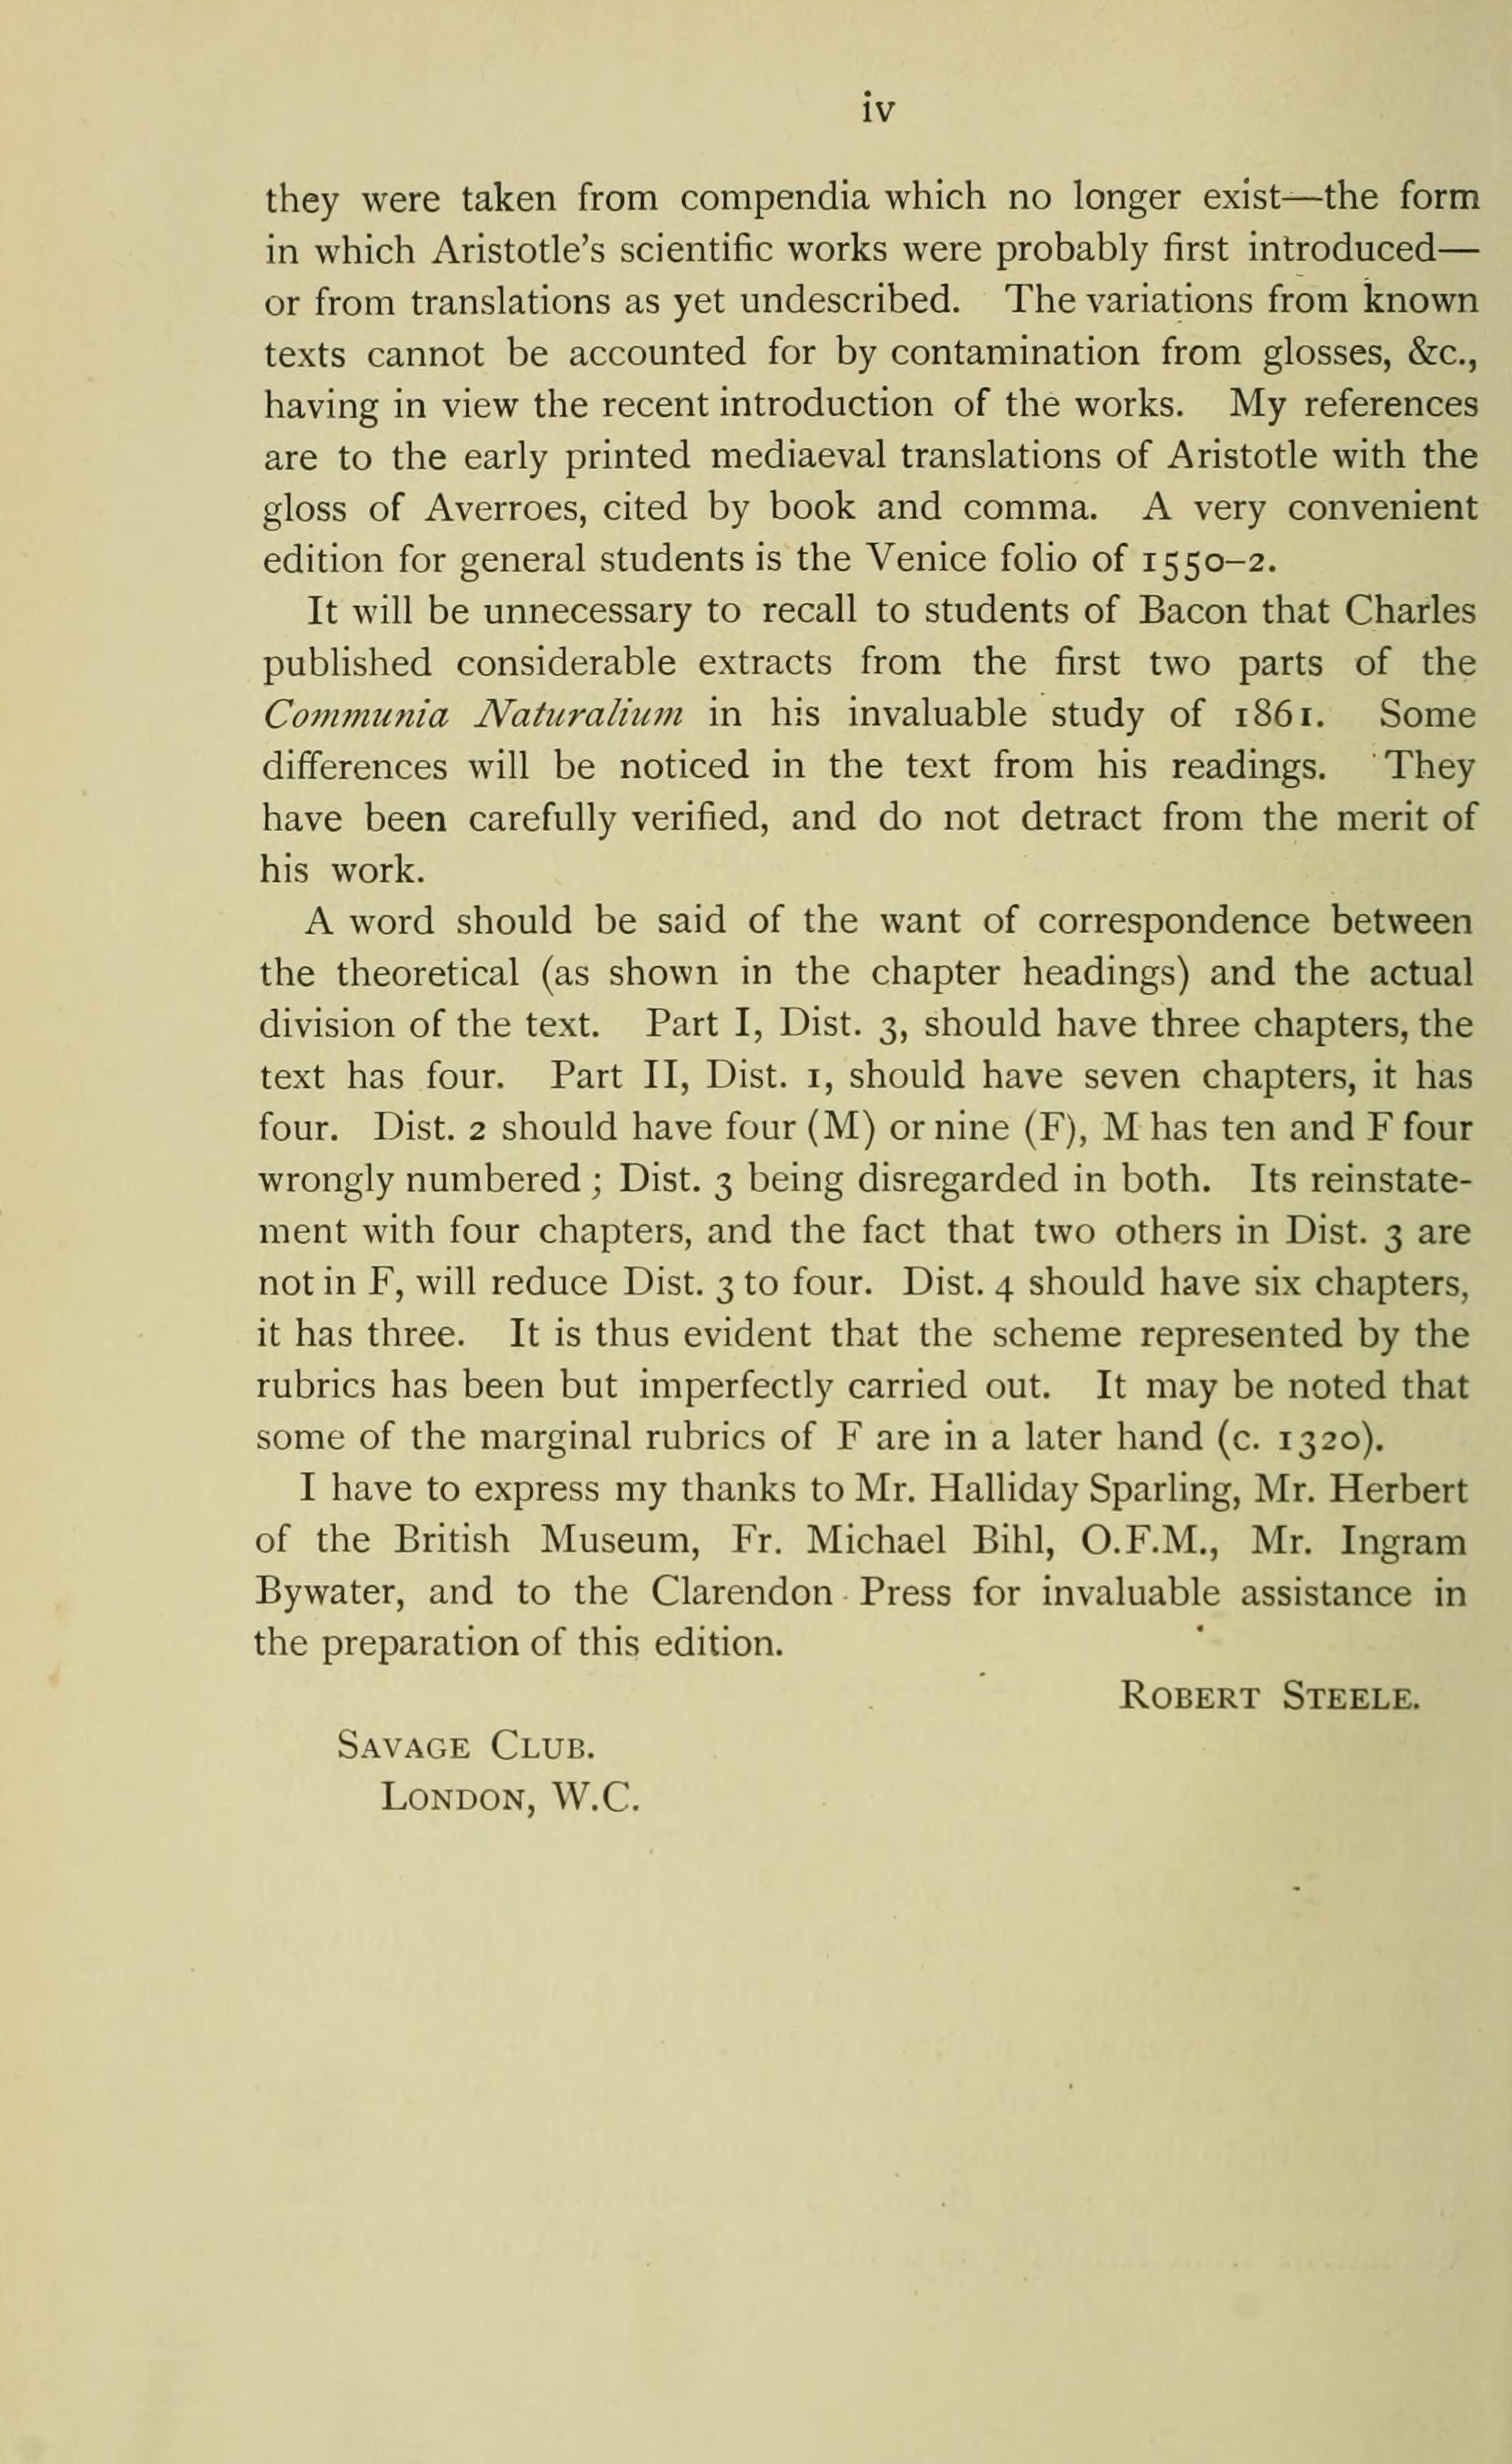 iv
they were taken from compendia which no longer exist—the form
in which Aristotle’s scientific works were probably first introduced—
or from translations as yet undescribed. The variations from known
texts cannot be accounted for by contamination from glosses, &c.,
having in view the recent introduction of the works. My references
are to the early printed mediaeval translations of Aristotle with the
gloss of Averroes, cited by book and comma. A very convenient
edition for general students is the Venice folio of 1550–2.
It will be unnecessary to recall to students of Bacon that Charles
published considerable extracts from the first two parts of the
Communia Naturalium in his invaluable study of 1861. Some
differences will be noticed in the text from his readings. They
have been carefully verified, and do not detract from the merit of
his work.
A word should be said of the want of correspondence between
the theoretical (as shown in the chapter headings) and the actual
division of the text. Part I, Dist. 3, should have three chapters, the
text has four. Part II, Dist. 1, should have seven chapters, it has
four. Dist. 2 should have four (M) or nine (F), M has ten and F four
wrongly numbered ; Dist. 3 being disregarded in both. Its reinstate-
ment with four chapters, and the fact that two others in Dist. 3 are
not in F, will reduce Dist. 3 to four. Dist. 4 should have six chapters,
it has three. It is thus evident that the scheme represented by the
rubrics has been but imperfectly carried out. It may be noted that
some of the marginal rubrics of F are in a later hand (c. 1320).
I have to express my thanks to Mr. Halliday Sparling, Mr. Herbert
of the British Museum, Fr. Michael Bihl, O.F.M., Mr. Ingram
Bywater, and to the Clarendon Press for invaluable assistance in
the preparation of this edition.
ROBERT STEELE.
SAVAGE CLUB.
LONDON, W.C.